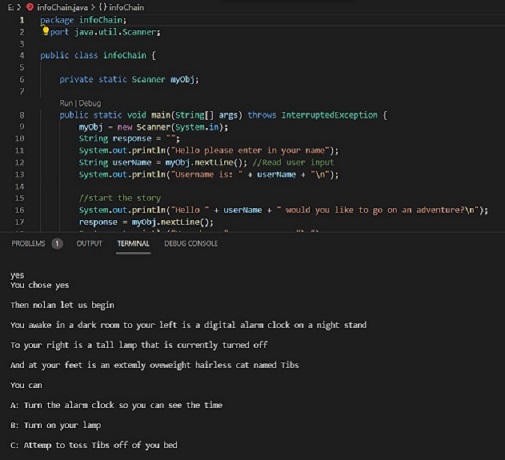 E: > infoChain.java > {} infoChain
1 package infoChain;
2 port java.util.Scanner;
3
4 public class infoChain {
5
6 private static Scanner myObj;
7
Run | Debug
8 public static void main(String[] args) throws InterruptedException {
9 myObj = new Scanner(System.in);
10 String response = "";
11 System.out.println("Hello please enter in your name");
12 String userName = myObj.nextLine(); //Read user input
13 System.out.println("Username is: " + userName + "\n");
14
15 //start the story
16 System.out.println("Hello " + userName + " would you like to go on an adventure?\n");
17 response = myObj.nextLine();
PROBLEMS 1 OUTPUT TERMINAL DEBUG CONSOLE
yes
You chose yes
Then nolan let us begin
You awake in a dark room to your left is a digital alarm clock on a night stand
To your right is a tall lamp that is currently turned off
And at your feet is an extemly oveweight hairless cat named Tibs
You can
A: Turn the alarm clock so you can see the time
B: Turn on your lamp
C: Attemp to toss Tibs off of you bed